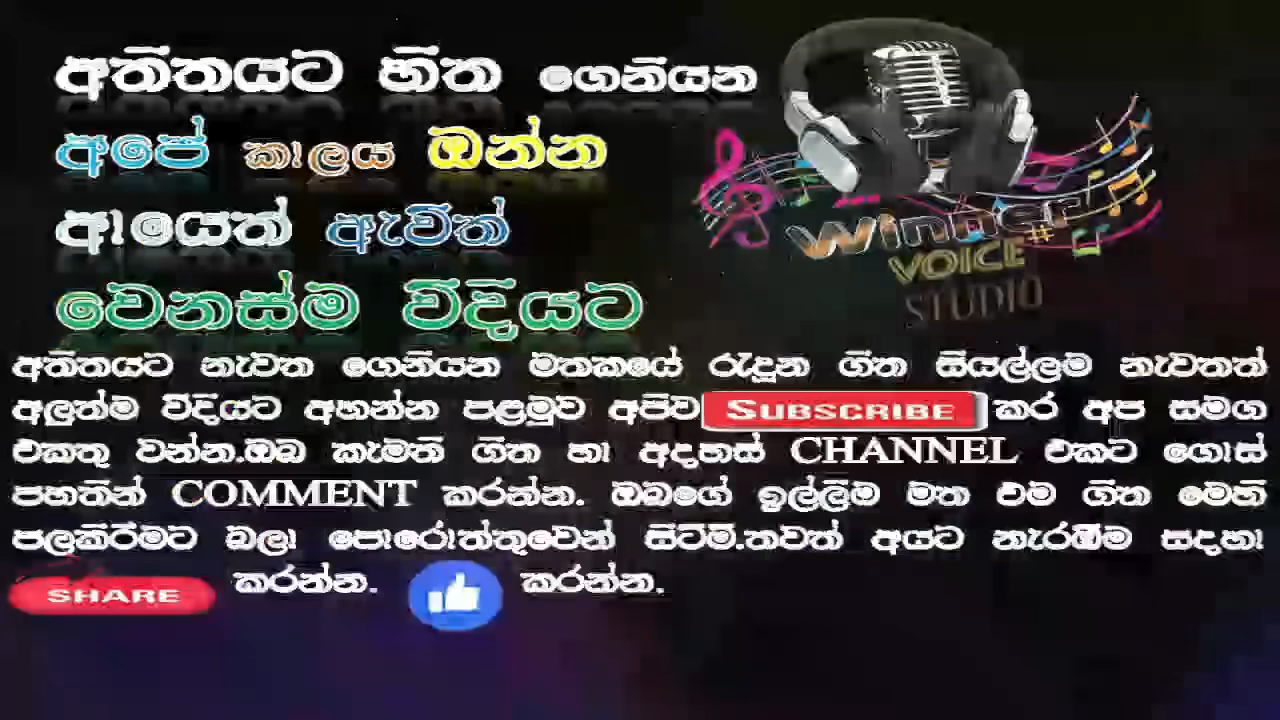 අතිතයට හිත ගෙනියන
අපේ කාලය ඔන්න
ආයෙත් ඇවිත්
වෙනස්ම විදියට
Winner
VOICE
STUDIO
අතිතයට නැවත ගෙනියන මතකයේ රැදූන ගිත සියල්ලම නැවතත්
අලුත්ම විදියට අහන්න පළමුව අපිව SUBSCRIBE කර අප සමග
එකතු වන්න.ඔබ කැමති ගිත හා අදහස් CHANNEL එකට ගොස්
පහතින් COMMENT කරන්න. ඔබගේ ඉල්ලිම මත එම ගිත මෙහි
පලකිරිමට බලා පොරොත්තුවෙන් සිටිමි.තවත් අයට නැරඹීම සදහා
SHARE කරන්න. කරන්න.